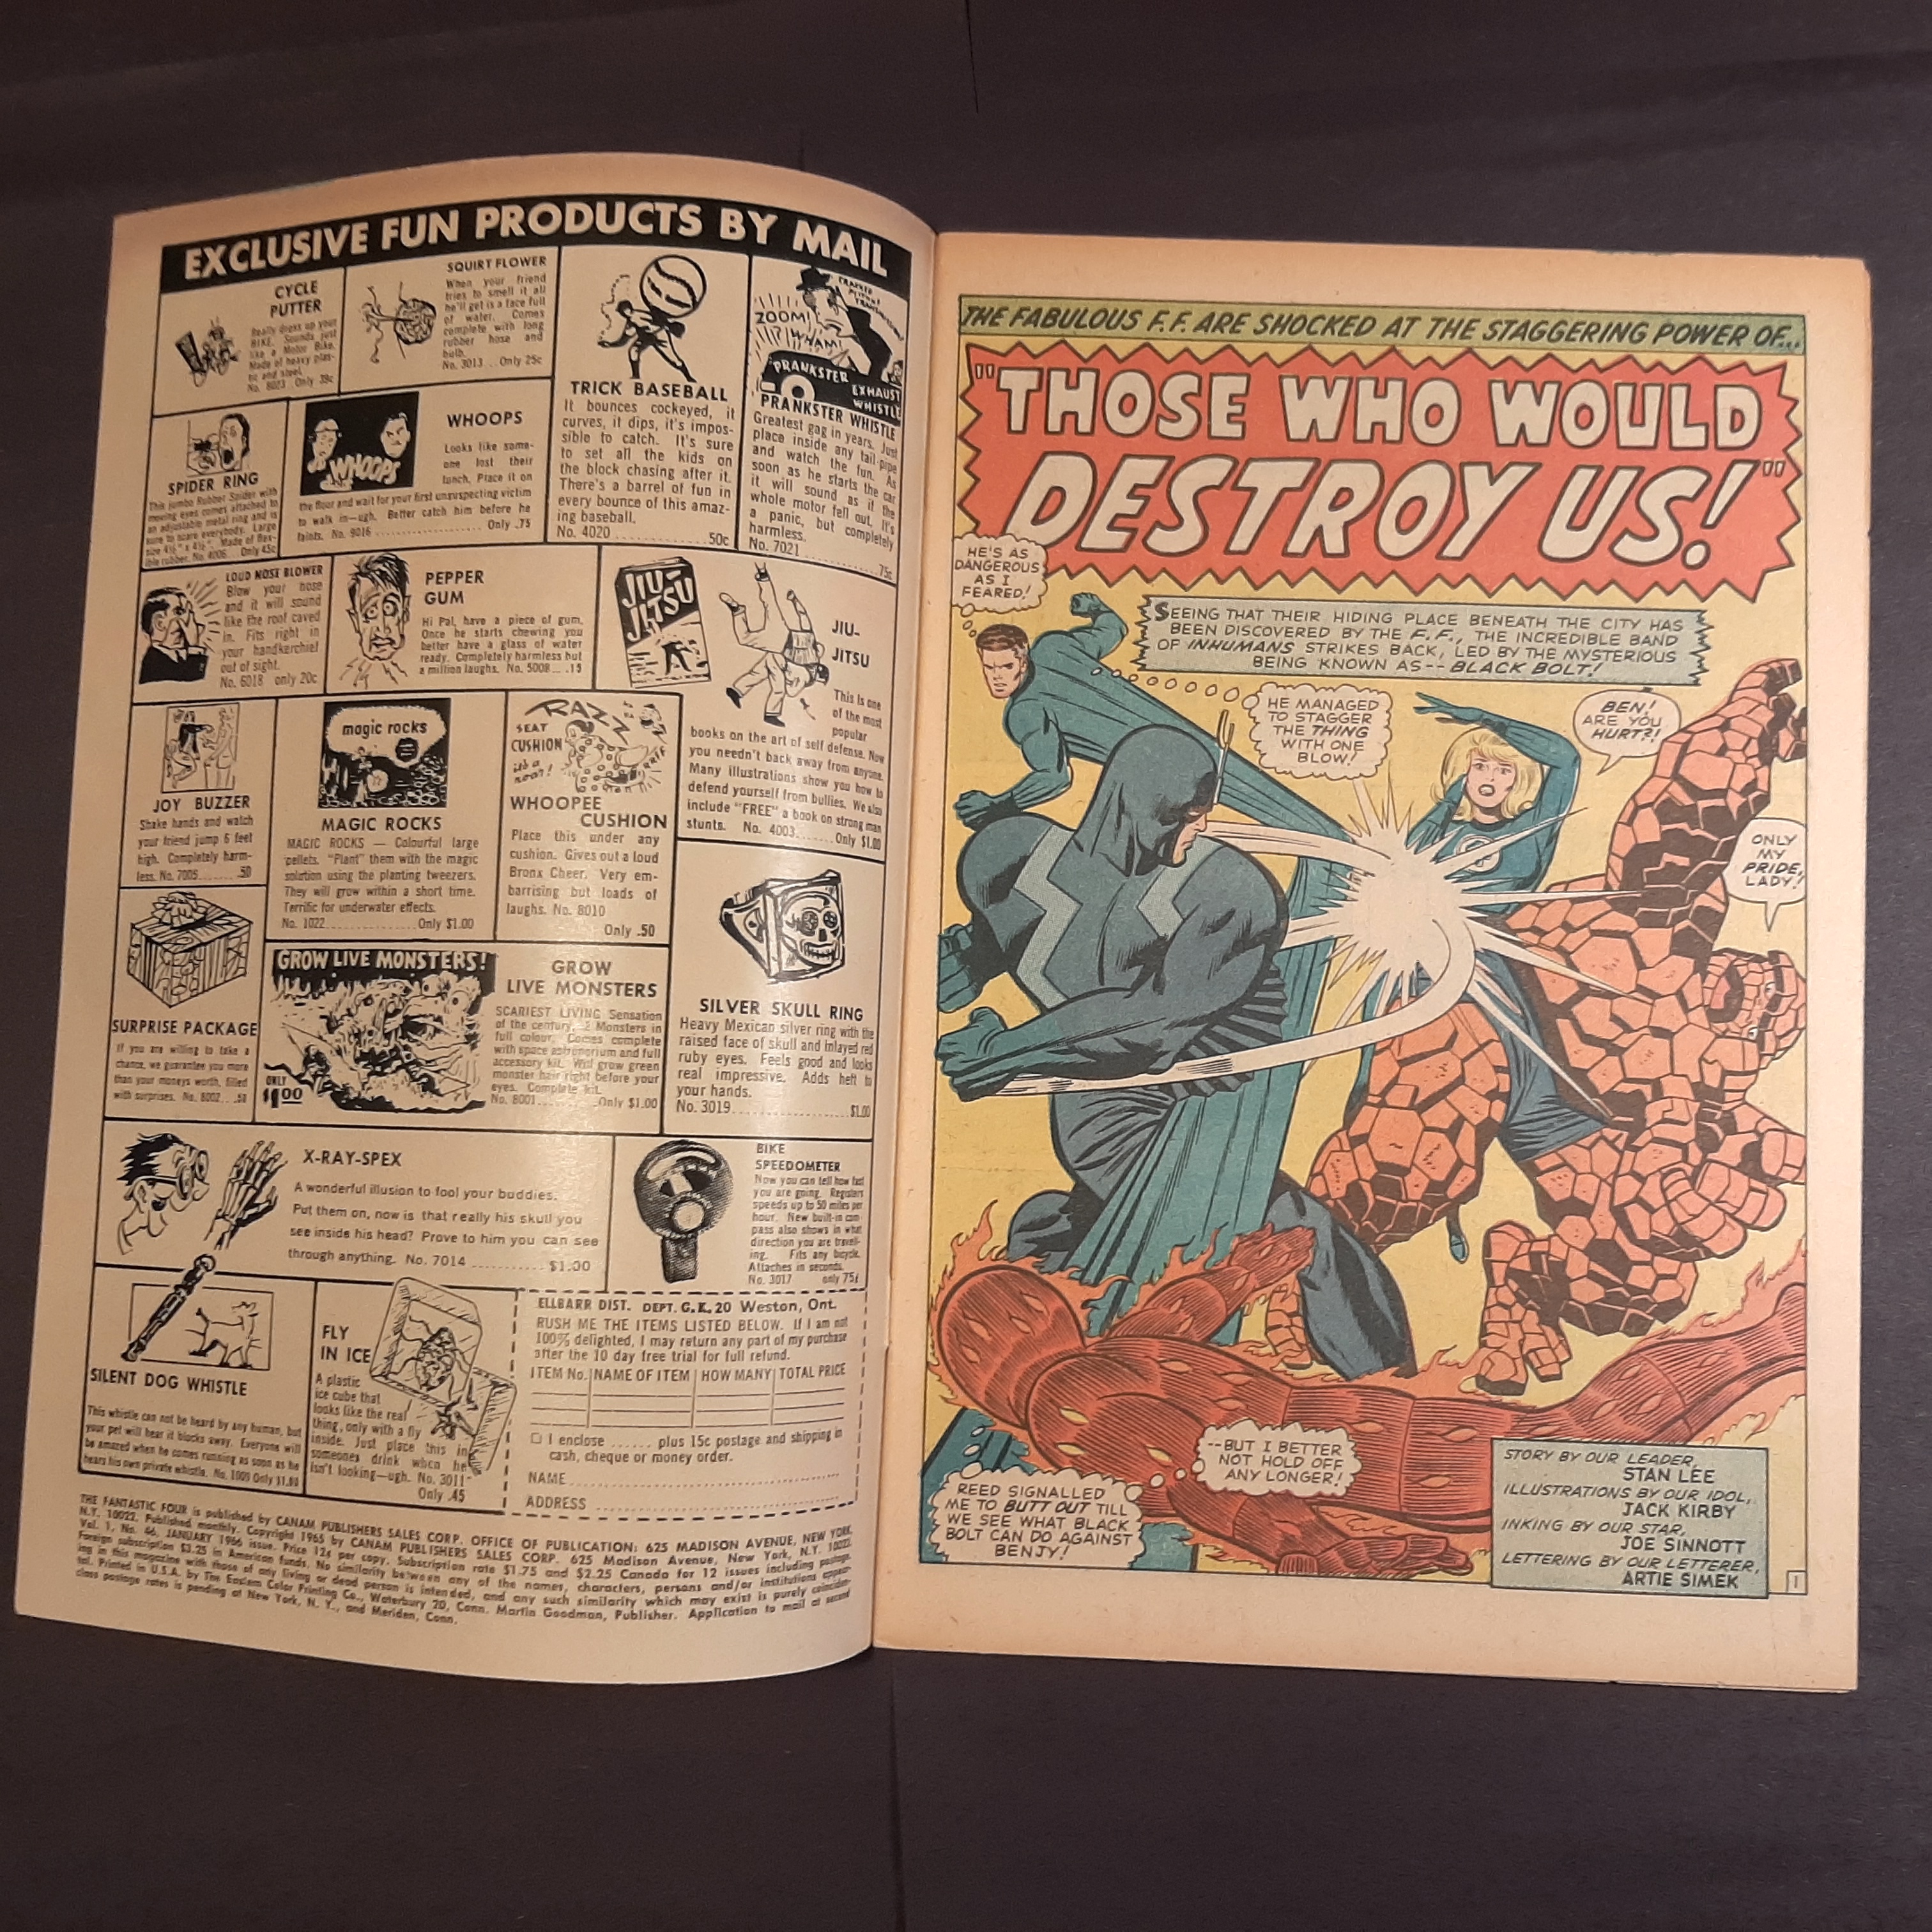 EXCLUSIVE FUN PRODUCTS BY MAIL
CYCLE
PUTTER
Really dress up your
BIKE. Sounds just
like a Motor Bike.
Made of heavy plas-
tic and steel.
No. 8023 Only 39c
SQUIRT FLOWER
When your friend
tries to smell it all
he'll get is a face full
of water. Comes
complete with long
rubber hose and
bulb.
No. 3013 .. Only 25c
TRICK BASEBALL
It bounces cockeyed, it
curves, it dips, it's impos-
sible to catch. It's sure
to set all the kids on
the block chasing after it.
There's a barrel of fun in
every bounce of this amaz-
ing baseball.
No. 4020 .............. 50c
ZOOM!
WHAM!
PRANKSTER
EXHAUST
WHISTLE
PRANKSTER WHISTLE
Greatest gag in years. Just
place inside any tail-pipe
and watch the fun. As
soon as he starts the car
it will sound as if the
whole motor fell out. It's
a panic, but completely
harmless.
No. 7021 .............. 75c
SPIDER RING
This jumbo Rubber Spider with
moving eyes comes attached to
an adjustable metal ring and is
sure to scare everybody. Large
size 4½" x 4½". Made of flex-
ible rubber. No. 4006 .. Only 45c
WHOOPS
WHOOPS
Looks like some-
one lost their
lunch. Place it on
the floor and wait for your first unsuspecting victim
to walk in—ugh. Better catch him before he
faints. No. 9016 .............. Only .75
LOUD NOSE BLOWER
Blow your nose
and it will sound
like the roof caved
in. Fits right in
your handkerchief
out of sight.
No. 6018 only 20c
PEPPER
GUM
Hi Pal, have a piece of gum.
Once he starts chewing you
better have a glass of water
ready. Completely harmless but
a million laughs. No. 5008 ... .15
JIU
JITSU
JIU-
JITSU
This is one
of the most
popular
books on the art of self defense. Now
you needn't back away from anyone.
Many illustrations show you how to
defend yourself from bullies. We also
include "FREE" a book on strong man
stunts. No. 4003 ....... Only $1.00
JOY BUZZER
Shake hands and watch
your friend jump 6 feet
high. Completely harm-
less. No. 7005 ........ .50
magic rocks
MAGIC ROCKS
MAGIC ROCKS — Colourful large
pellets. "Plant" them with the magic
solution using the planting tweezers.
They will grow within a short time.
Terrific for underwater effects.
No. 1022 .............. Only $1.00
RAZZ
SEAT
CUSHION
it's a
roar!
WHOOPEE
CUSHION
Place this under any
cushion. Gives out a loud
Bronx Cheer. Very em-
barrising but loads of
laughs. No. 8010
Only .50
SURPRISE PACKAGE
If you are willing to take a
chance, we guarantee you more
than your moneys worth, filled
with surprises. No. 8002 ... .50
GROW LIVE MONSTERS!
ONLY
$1.00
GROW
LIVE MONSTERS
SCARIEST LIVING Sensation
of the century. 2 Monsters in
full colour. Comes complete
with space astronorium and full
accessory kit. Will grow green
monster hair right before your
eyes. Complete kit.
No. 8001 ........... Only $1.00
SILVER SKULL RING
Heavy Mexican silver ring with the
raised face of skull and inlayed red
ruby eyes. Feels good and looks
real impressive. Adds heft to
your hands.
No. 3019 .................. $1.00
X-RAY-SPEX
A wonderful illusion to fool your buddies.
Put them on, now is that really his skull you
see inside his head? Prove to him you can see
through anything. No. 7014 ........... $1.00
BIKE
SPEEDOMETER
Now you can tell how fast
you are going. Registers
speeds up to 50 miles per
hour. New built-in com-
pass also shows in what
direction you are travell-
ing. Fits any bicycle.
Attaches in seconds.
No. 3017 only 75¢
SILENT DOG WHISTLE
This whistle can not be heard by any human, but
your pet will hear it blocks away. Everyone will
be amazed when he comes running as soon as he
hears his own private whistle. No. 1009 Only $1.00
FLY
IN ICE
A plastic
ice cube that
looks like the real
thing, only with a fly
inside. Just place this in
someones drink when he
isn't looking—ugh. No. 3011
Only .45
ELLBARR DIST. DEPT. G.K. 20 Weston, Ont.
RUSH ME THE ITEMS LISTED BELOW. If I am not
100% delighted, I may return any part of my purchase
after the 10 day free trial for full refund.
ITEM No. NAME OF ITEM HOW MANY TOTAL PRICE
I enclose ...... plus 15c postage and shipping in
cash, cheque or money order.
NAME
ADDRESS
THE FANTASTIC FOUR is published by CANAM PUBLISHERS SALES CORP. OFFICE OF PUBLICATION: 625 MADISON AVENUE, NEW YORK,
N.Y. 10022. Published monthly. Copyright 1965 by CANAM PUBLISHERS SALES CORP. 625 Madison Avenue, New York, N.Y. 10022.
Vol. 1, No. 46, JANUARY 1966 issue. Price 12¢ per copy. Subscription rate $1.75 and $2.25 Canada for 12 issues including postage.
Foreign subscription $3.25 in American funds. No similarity between any of the names, characters, persons and/or institutions appear-
ing in this magazine with those of any living or dead person is intended, and any such similarity which may exist is purely coinciden-
tal. Printed in U.S.A. by The Eastern Color Printing Co., Waterbury 20, Conn. Martin Goodman, Publisher. Application to mail at second
class postage rates is pending at New York, N. Y., and Meriden, Conn.
THE FABULOUS F.F. ARE SHOCKED AT THE STAGGERING POWER OF...
"THOSE WHO WOULD
DESTROY US!"
HE'S AS
DANGEROUS
AS I
FEARED!
SEEING THAT THEIR HIDING PLACE BENEATH THE CITY HAS
BEEN DISCOVERED BY THE F.F., THE INCREDIBLE BAND
OF INHUMANS STRIKES BACK, LED BY THE MYSTERIOUS
BEING KNOWN AS-- BLACK BOLT!
HE MANAGED
TO STAGGER
THE THING
WITH ONE
BLOW!
BEN!
ARE YOU
HURT?!
ONLY
MY
PRIDE,
LADY!
REED SIGNALLED
ME TO BUTT OUT TILL
WE SEE WHAT BLACK
BOLT CAN DO AGAINST
BENJY!
--BUT I BETTER
NOT HOLD OFF
ANY LONGER!
STORY BY OUR LEADER,
STAN LEE
ILLUSTRATIONS BY OUR IDOL,
JACK KIRBY
INKING BY OUR STAR,
JOE SINNOTT
LETTERING BY OUR LETTERER,
ARTIE SIMEK
1